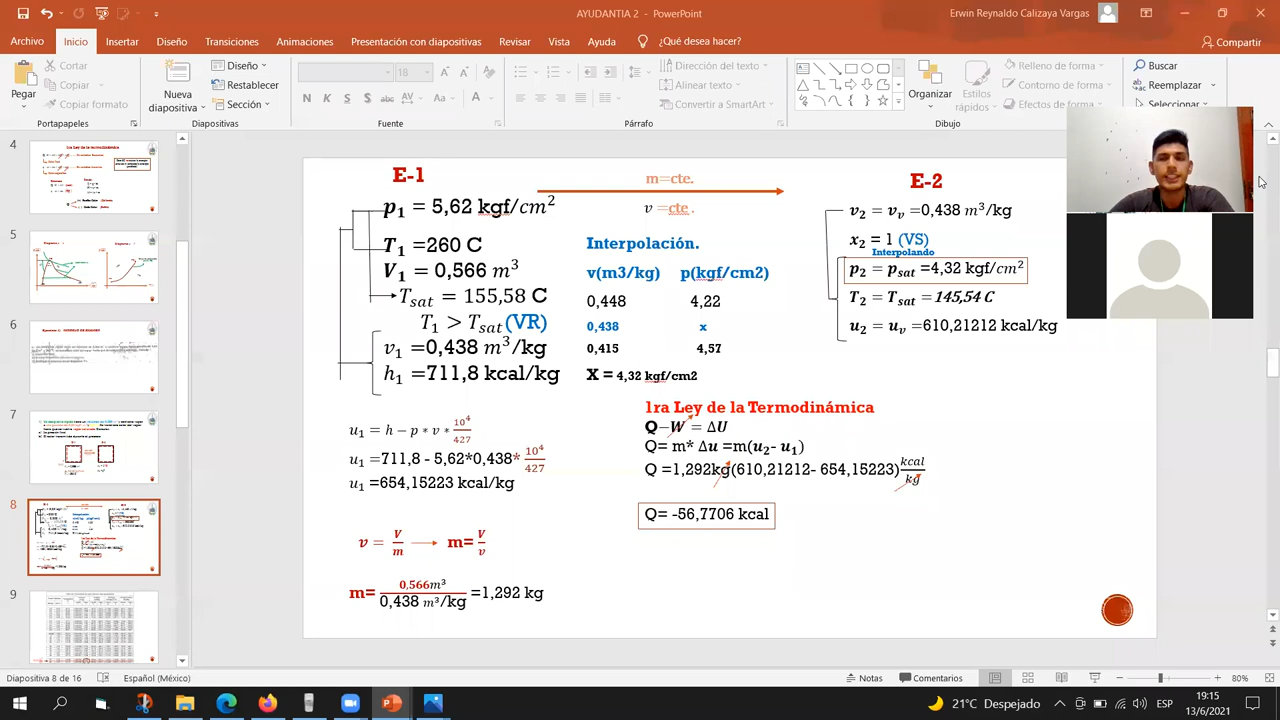 AYUDANTIA 2 - PowerPoint
Erwin Reynaldo Calizaya Vargas
Archivo
Inicio
Insertar
Diseño
Transiciones
Animaciones
Presentación con diapositivas
Revisar
Vista
Ayuda
¿Qué desea hacer?
Compartir
Pegar
Cortar
Copiar
Copiar formato
Portapapeles
Nueva diapositiva
Diseño
Restablecer
Sección
Diapositivas
18
N K S S
Fuente
Párrafo
Dirección del texto
Alinear texto
Convertir a SmartArt
Organizar
Estilos rápidos
Relleno de forma
Contorno de forma
Efectos de forma
Dibujo
Buscar
Reemplazar
Seleccionar
4
5
6
7
8
9
E-1
p₁ = 5,62 kgf/cm²
T₁ =260 C
V₁ = 0,566 m³
T_sat = 155,58 C
T₁ > T_sat (VR)
v₁ =0,438 m³/kg
h₁ =711,8 kcal/kg
u₁ = h − p ∗ v ∗ 10⁴/427
u₁ =711,8 - 5,62*0,438* 10⁴/427
u₁ =654,15223 kcal/kg
v = V/m → m= V/v
m= 0,566m³ / 0,438 m³/kg =1,292 kg
m=cte.
v =cte .
Interpolación.
v(m3/kg) p(kgf/cm2)
0,448 4,22
0,438 x
0,415 4,57
X = 4,32 kgf/cm2
1ra Ley de la Termodinámica
Q−W = ΔU
Q= m* Δu =m(u₂- u₁)
Q =1,292kg(610,21212- 654,15223) kcal/kg
Q= -56,7706 kcal
E-2
v₂ = v_v =0,438 m³/kg
x₂ = 1 (VS)
Interpolando
p₂ = p_sat =4,32 kgf/cm²
T₂ = T_sat = 145,54 C
u₂ = u_v =610,21212 kcal/kg
Diapositiva 8 de 16
Español (México)
Notas
Comentarios
80%
21°C Despejado
ESP
19:15
13/6/2021